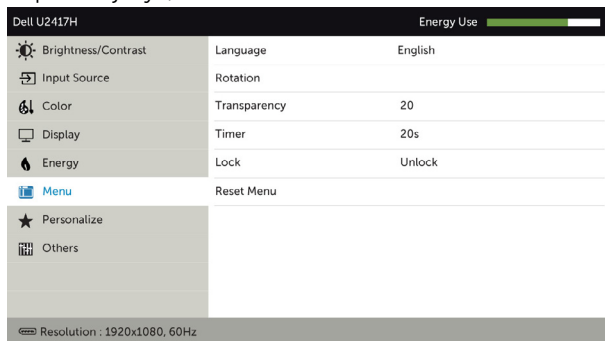 Dell U2417H Energy Use
Brightness/Contrast Language English
Input Source Rotation
Color Transparency 20
Display Timer 20s
Energy Lock Unlock
Menu Reset Menu
Personalize
Others
Resolution : 1920x1080, 60Hz